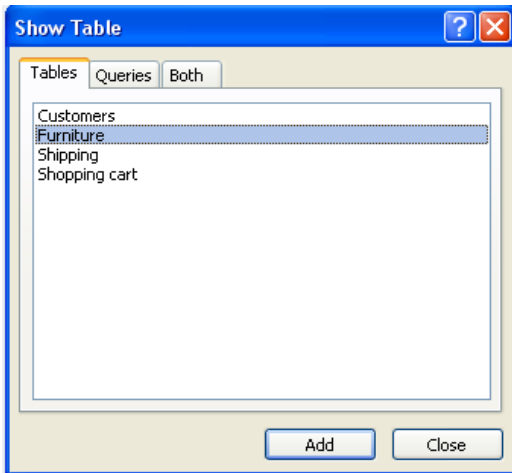 Show Table
Tables Queries Both
Customers
Furniture
Shipping
Shopping cart
Add Close